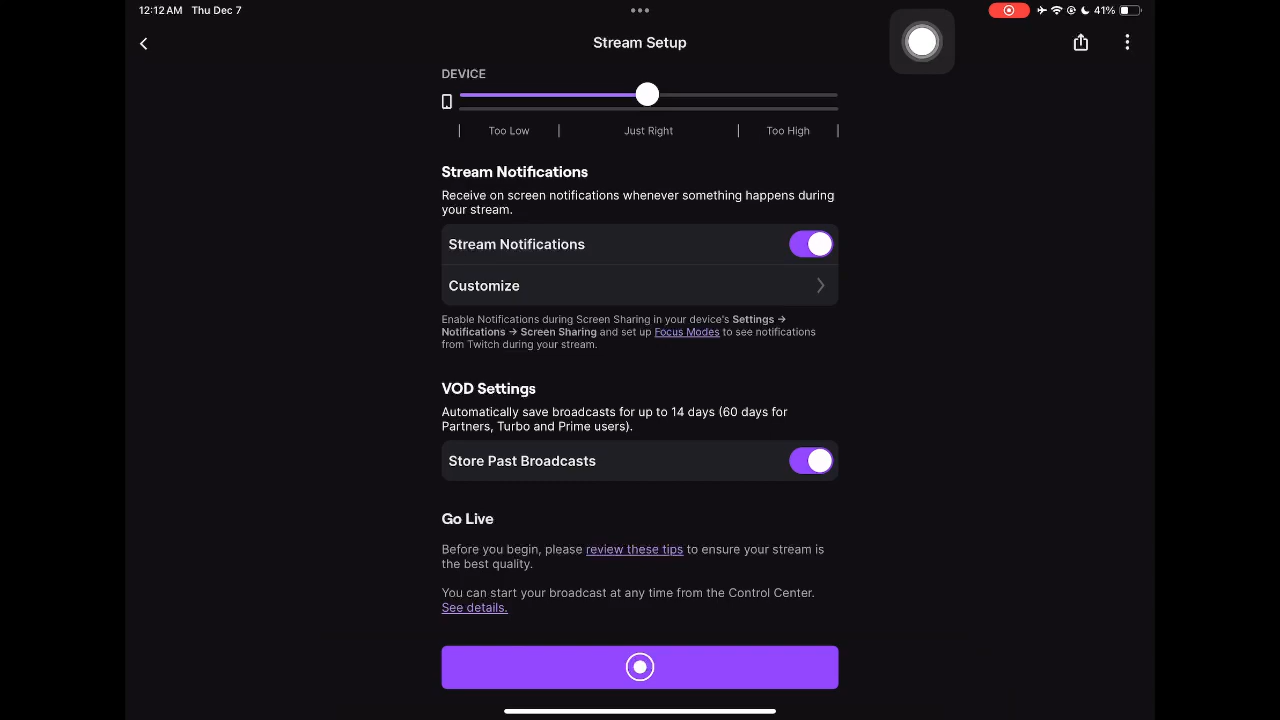 12:12 AM Thu Dec 7
41%
Stream Setup
DEVICE
Too Low Just Right Too High
Stream Notifications
Receive on screen notifications whenever something happens during
your stream.
Stream Notifications
Customize
Enable Notifications during Screen Sharing in your device's Settings →
Notifications → Screen Sharing and set up Focus Modes to see notifications
from Twitch during your stream.
VOD Settings
Automatically save broadcasts for up to 14 days (60 days for
Partners, Turbo and Prime users).
Store Past Broadcasts
Go Live
Before you begin, please review these tips to ensure your stream is
the best quality.
You can start your broadcast at any time from the Control Center.
See details.